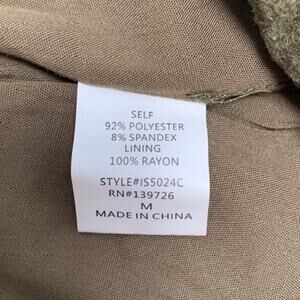 SELF
92% POLYESTER
8% SPANDEX
LINING
100% RAYON
STYLE#IS5024C
RN#139726
M
MADE IN CHINA